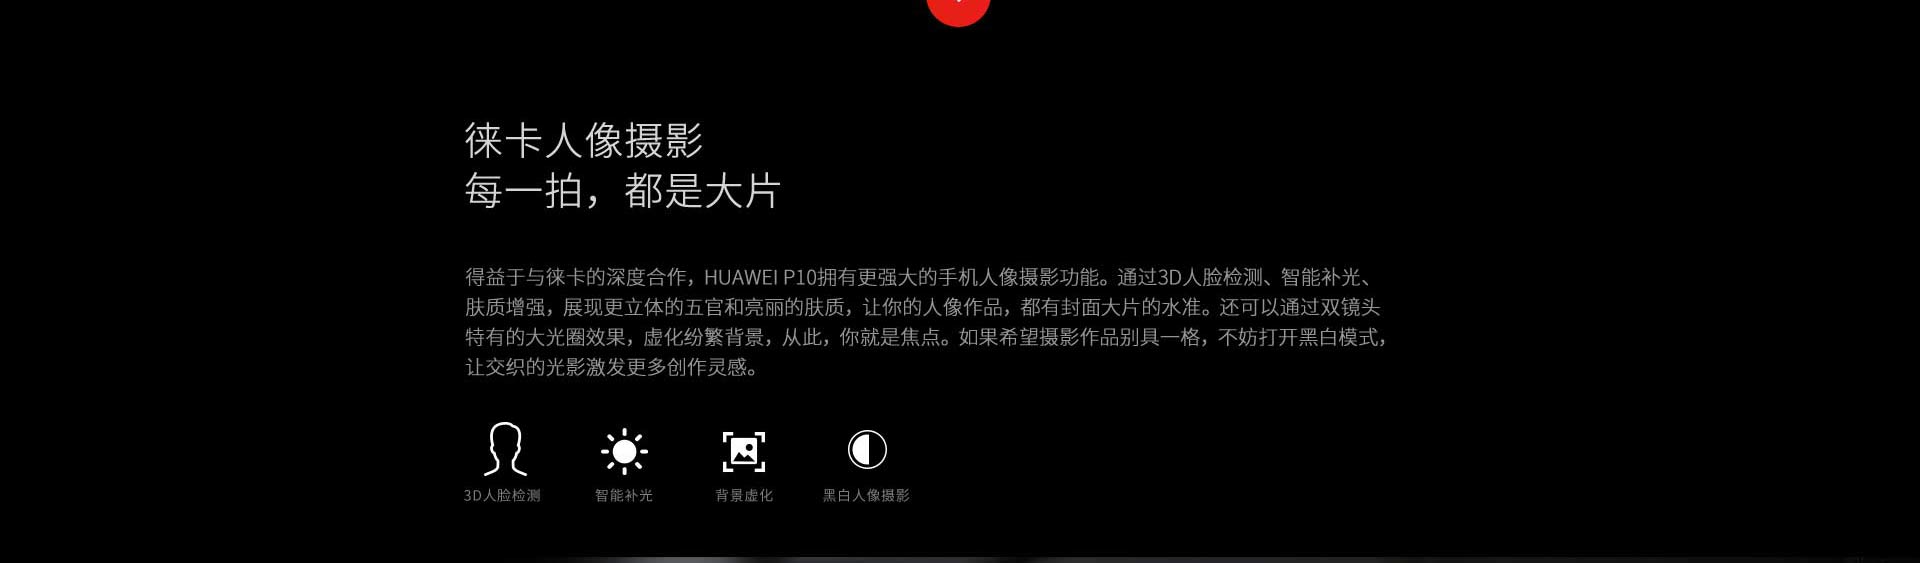 徕卡人像摄影
每一拍，都是大片
得益于与徕卡的深度合作，HUAWEI P10拥有更强大的手机人像摄影功能。通过3D人脸检测、智能补光、
肤质增强，展现更立体的五官和亮丽的肤质，让你的人像作品，都有封面大片的水准。还可以通过双镜头
特有的大光圈效果，虚化纷繁背景，从此，你就是焦点。如果希望摄影作品别具一格，不妨打开黑白模式，
让交织的光影激发更多创作灵感。
3D人脸检测
智能补光
背景虚化
黑白人像摄影